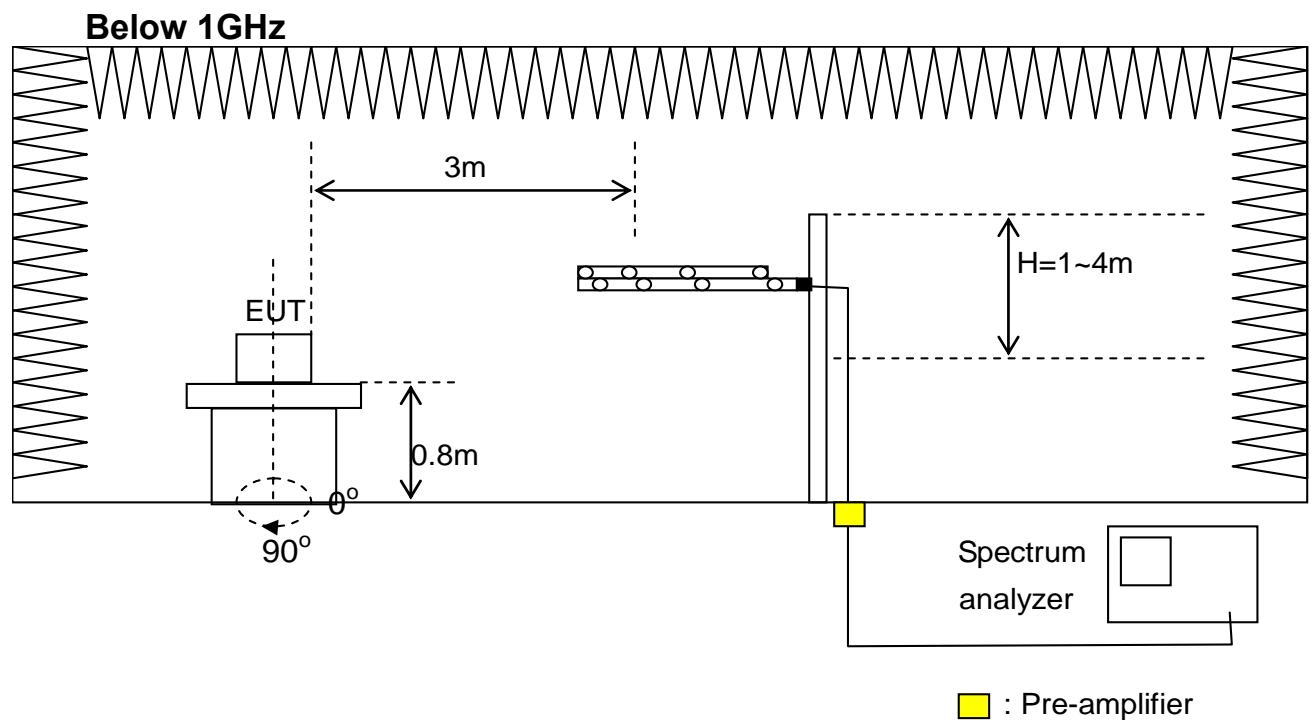 Below 1GHz
3m
H=1~4m
EUT
0.8m
0°
90°
Spectrum
analyzer
: Pre-amplifier